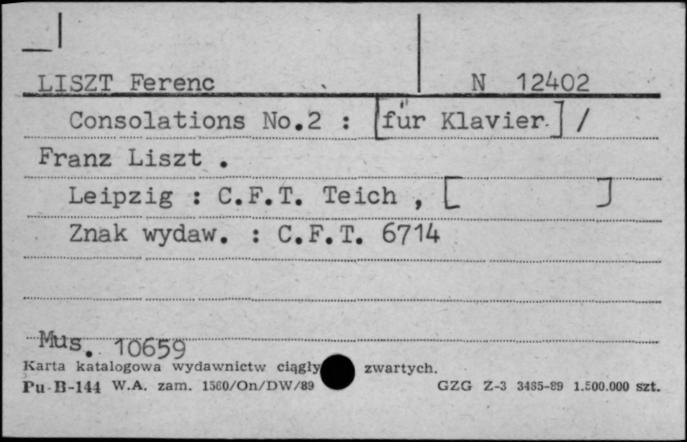 LISZT Ferenc N 12402
Consolations No.2 : [für Klavier] /
Franz Liszt .
Leipzig : C.F.T. Teich , [ ]
Znak wydaw. : C.F.T. 6714
Mus. 10659
Karta katalogowa wydawnictw ciągły zwartych.
Pu-B-144 W.A. zam. 1560/On/DW/89 GZG Z-3 3485-89 1.500.000 szt.